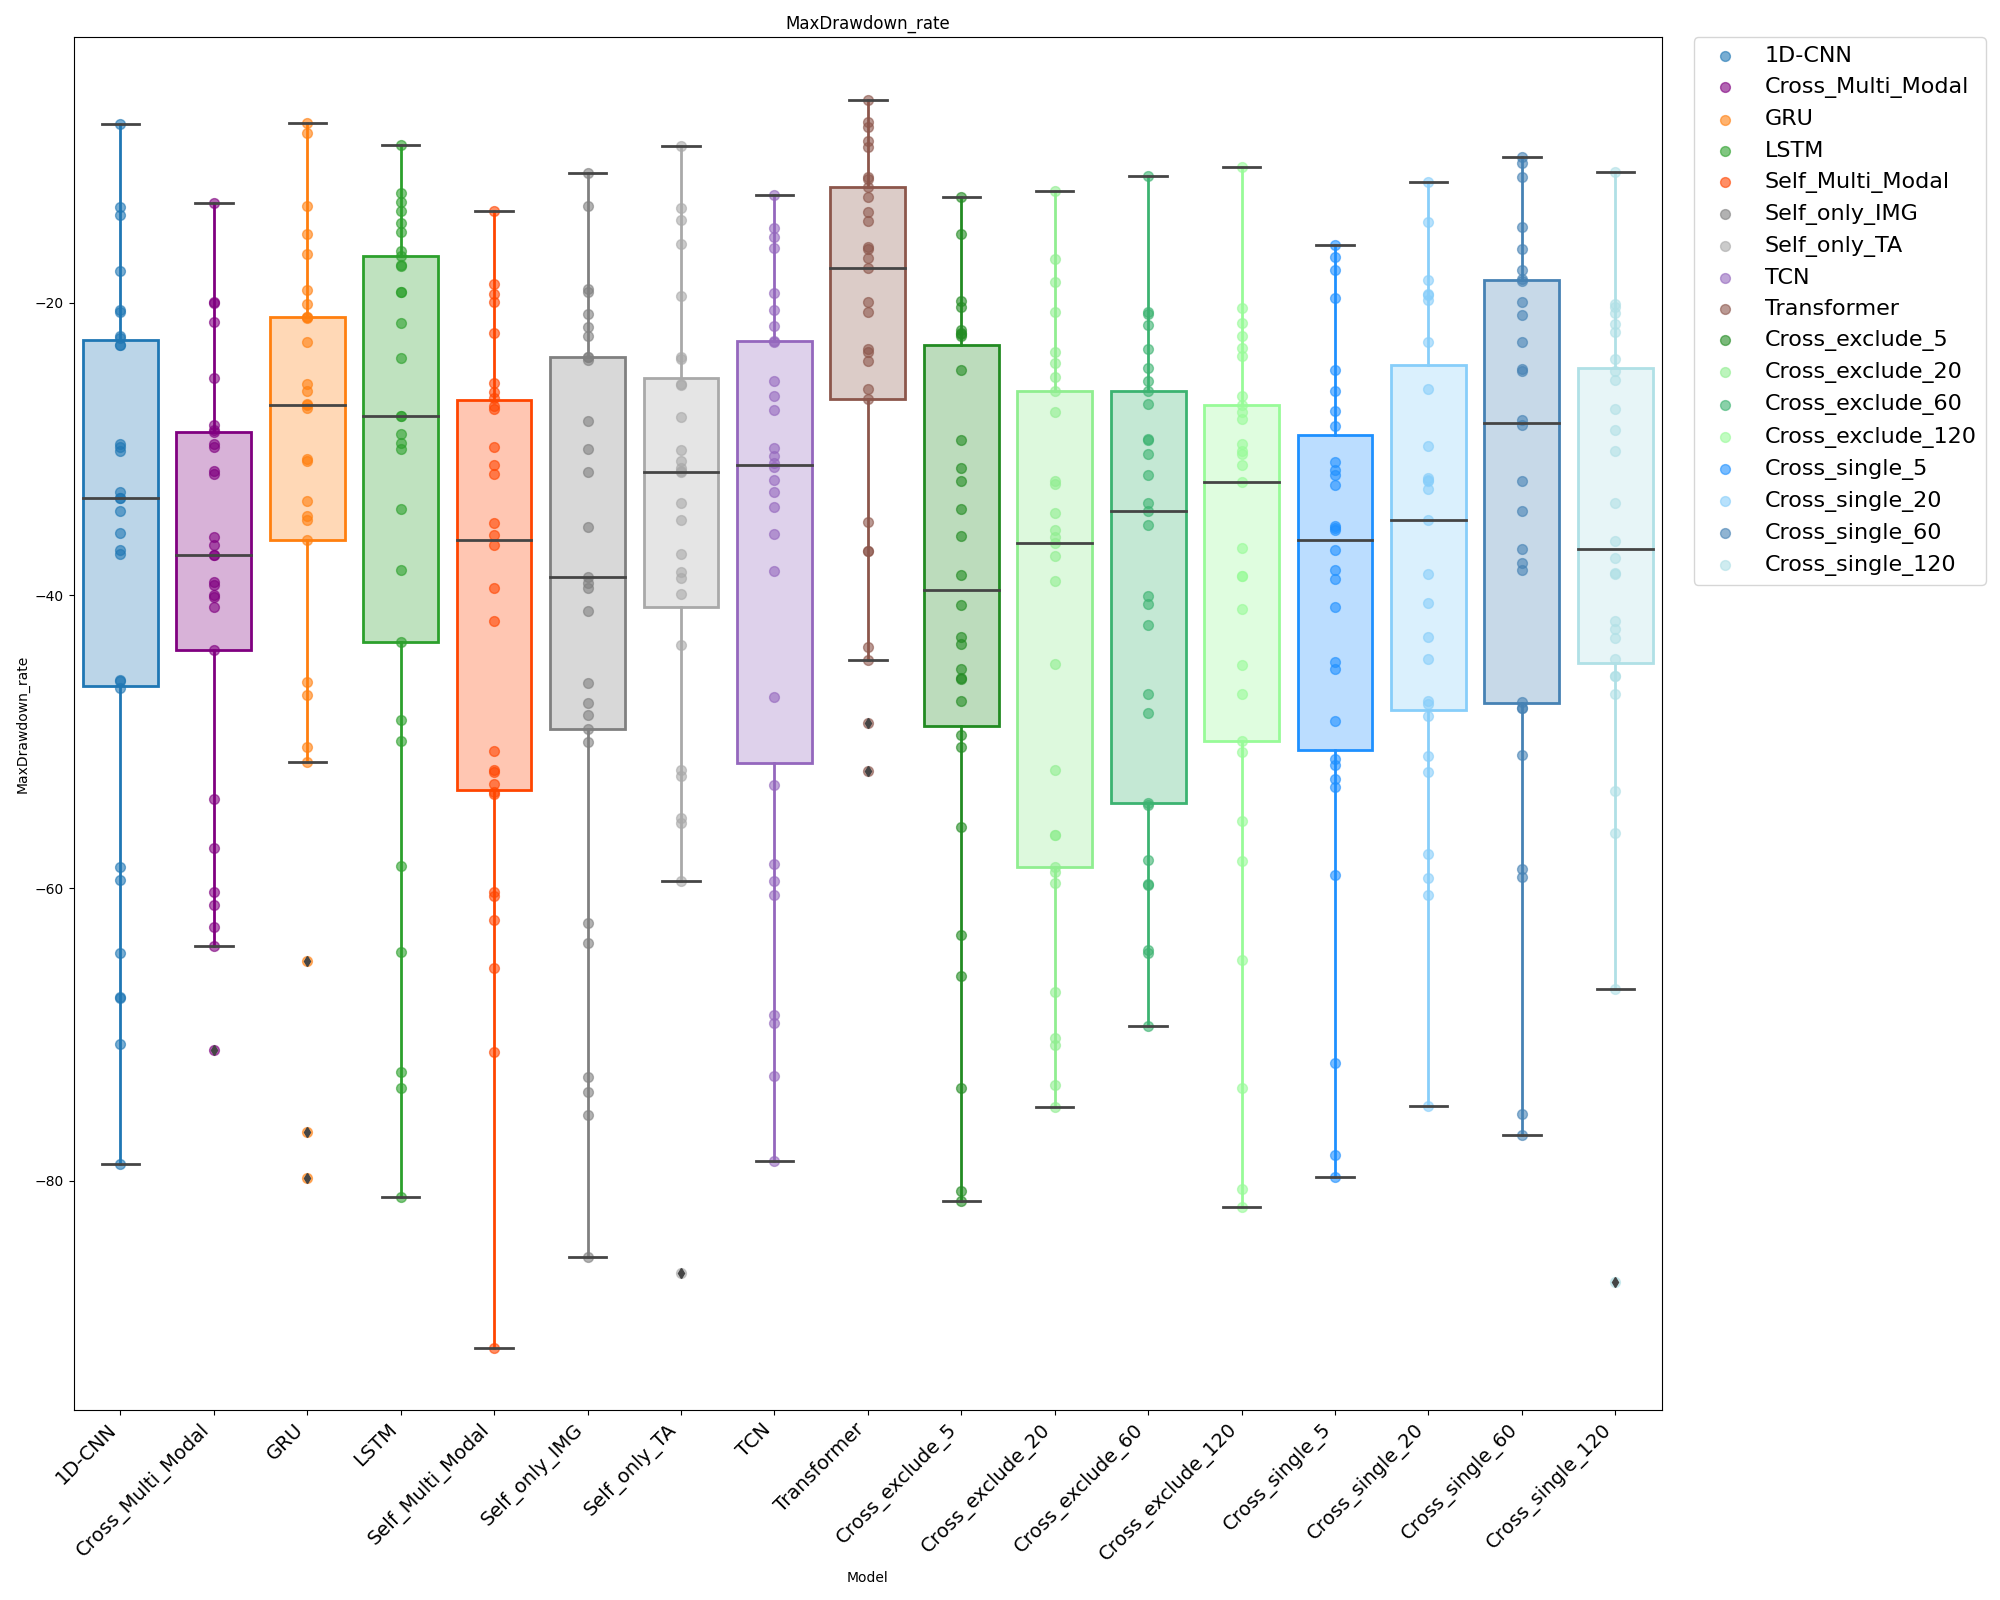 MaxDrawdown_rate
1D-CNN
Cross_Multi_Modal
GRU
LSTM
Self_Multi_Modal
Self_only_IMG
Self_only_TA
TCN
Transformer
Cross_exclude_5
Cross_exclude_20
Cross_exclude_60
Cross_exclude_120
Cross_single_5
Cross_single_20
Cross_single_60
Cross_single_120
MaxDrawdown_rate
−20
−40
−60
−80
1D-CNN
Cross_Multi_Modal
GRU
LSTM
Self_Multi_Modal
Self_only_IMG
Self_only_TA
TCN
Transformer
Cross_exclude_5
Cross_exclude_20
Cross_exclude_60
Cross_exclude_120
Cross_single_5
Cross_single_20
Cross_single_60
Cross_single_120
Model